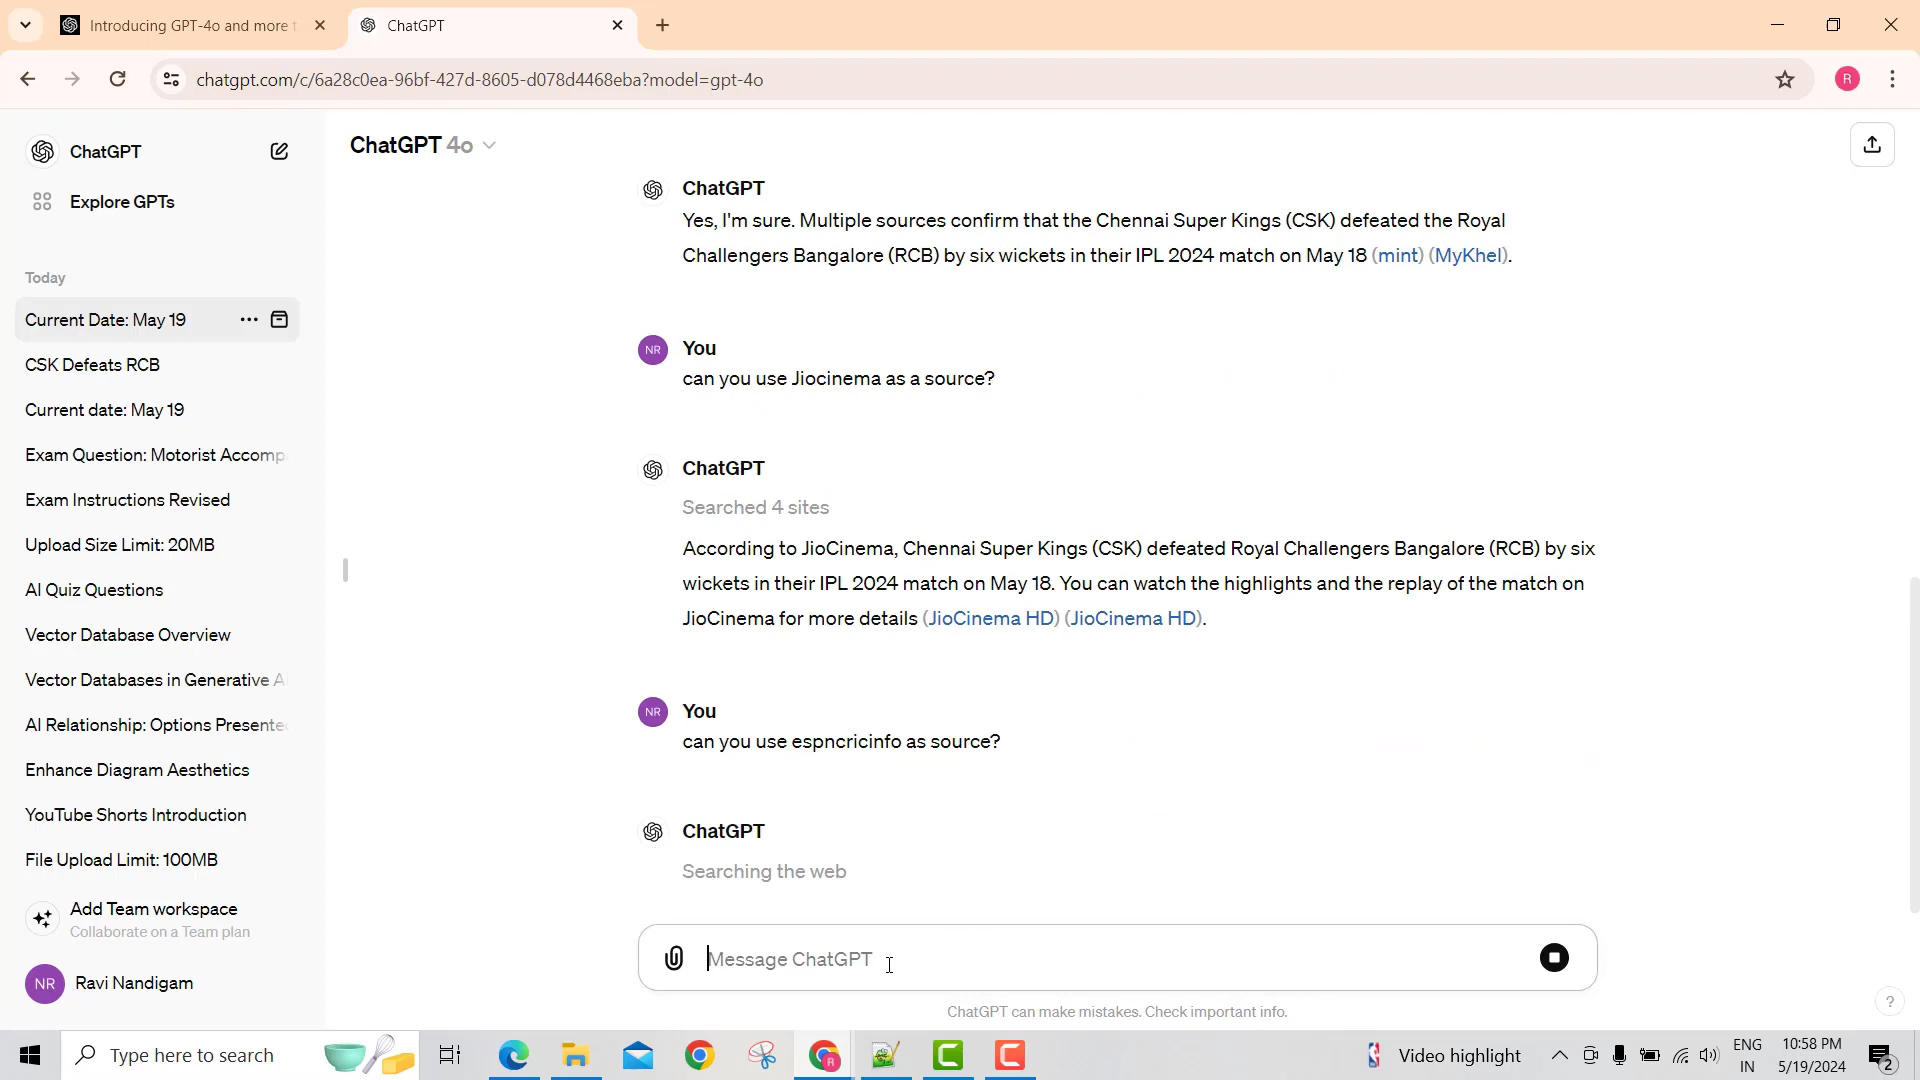 Introducing GPT-4o and more t
ChatGPT
chatgpt.com/c/6a28c0ea-96bf-427d-8605-d078d4468eba?model=gpt-4o
R
ChatGPT
Explore GPTs
Today
Current Date: May 19
CSK Defeats RCB
Current date: May 19
Exam Question: Motorist Accomp
Exam Instructions Revised
Upload Size Limit: 20MB
AI Quiz Questions
Vector Database Overview
Vector Databases in Generative A
AI Relationship: Options Presente
Enhance Diagram Aesthetics
YouTube Shorts Introduction
File Upload Limit: 100MB
Add Team workspace
Collaborate on a Team plan
NR Ravi Nandigam
ChatGPT 4o
ChatGPT
Yes, I'm sure. Multiple sources confirm that the Chennai Super Kings (CSK) defeated the Royal
Challengers Bangalore (RCB) by six wickets in their IPL 2024 match on May 18 (mint) (MyKhel).
NR You
can you use Jiocinema as a source?
ChatGPT
Searched 4 sites
According to JioCinema, Chennai Super Kings (CSK) defeated Royal Challengers Bangalore (RCB) by six
wickets in their IPL 2024 match on May 18. You can watch the highlights and the replay of the match on
JioCinema for more details (JioCinema HD) (JioCinema HD).
NR You
can you use espncricinfo as source?
ChatGPT
Searching the web
Message ChatGPT
ChatGPT can make mistakes. Check important info.
?
Type here to search
R
Video highlight
ENG
IN
10:58 PM
5/19/2024
2